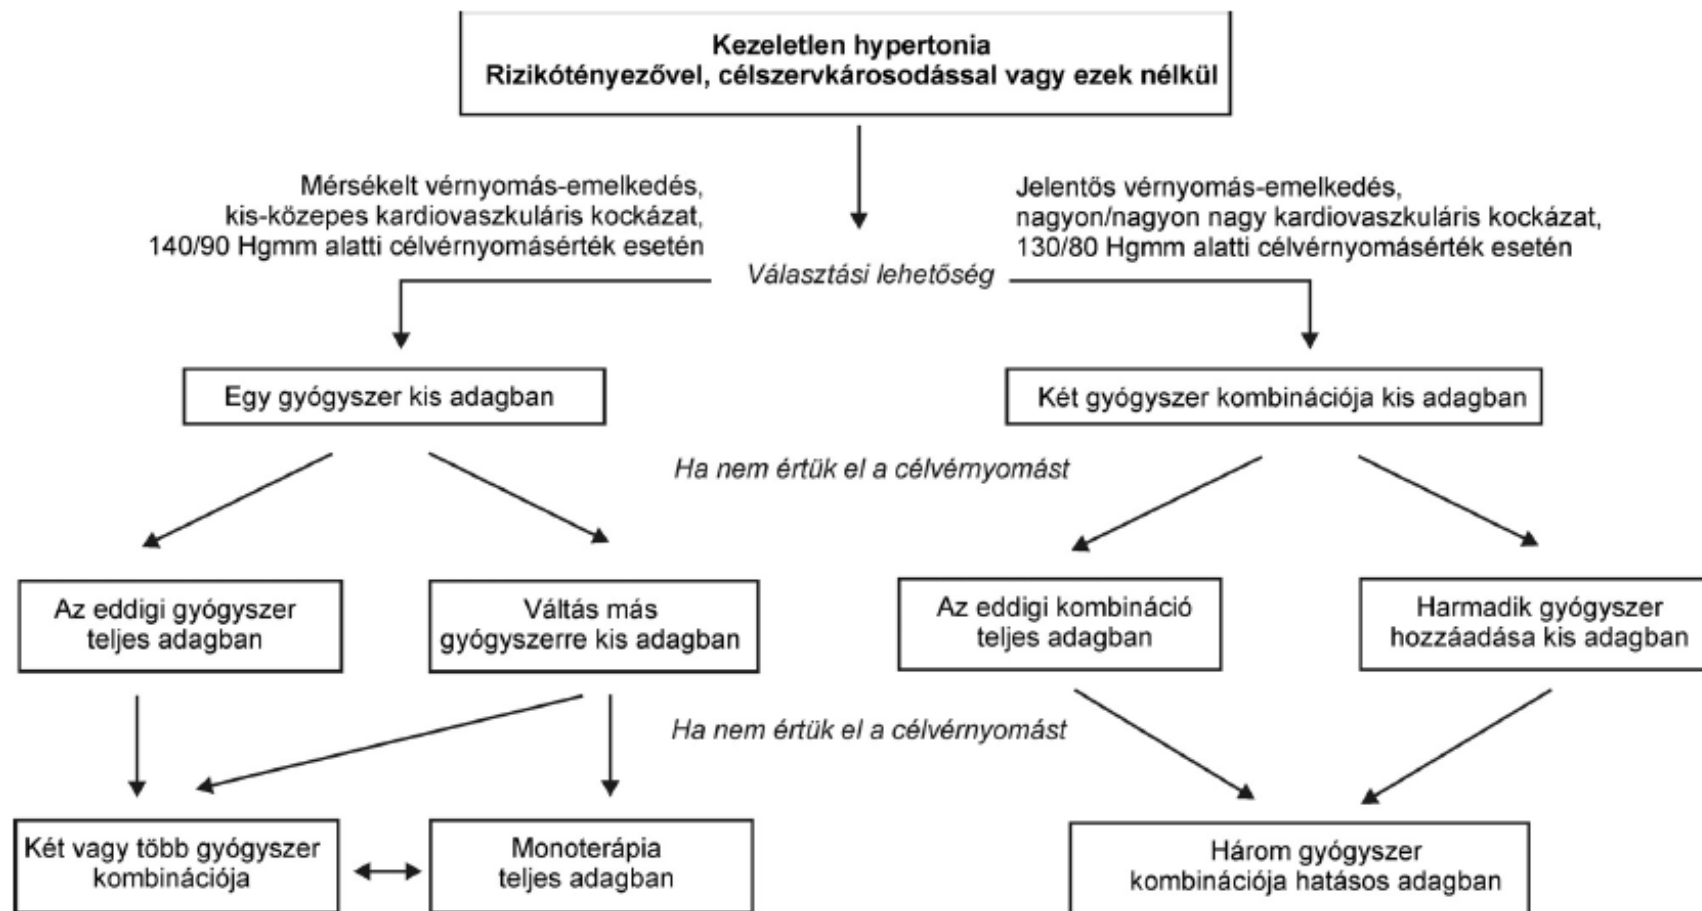 Kezeletlen hypertonia
Rizikótényezővel, célszervkárosodással vagy ezek nélkül
Mérsékelt vérnyomás-emelkedés,
kis-közepes kardiovaszkuláris kockázat,
140/90 Hgmm alatti célvérnyomásérték esetén
Jelentős vérnyomás-emelkedés,
nagyon/nagyon nagy kardiovaszkuláris kockázat,
130/80 Hgmm alatti célvérnyomásérték esetén
Választási lehetőség
Egy gyógyszer kis adagban
Két gyógyszer kombinációja kis adagban
Ha nem értük el a célvérnyomást
Az eddigi gyógyszer
teljes adagban
Váltás más
gyógyszerre kis adagban
Az eddigi kombináció
teljes adagban
Harmadik gyógyszer
hozzáadása kis adagban
Ha nem értük el a célvérnyomást
Két vagy több gyógyszer
kombinációja
Monoterápia
teljes adagban
Három gyógyszer
kombinációja hatásos adagban